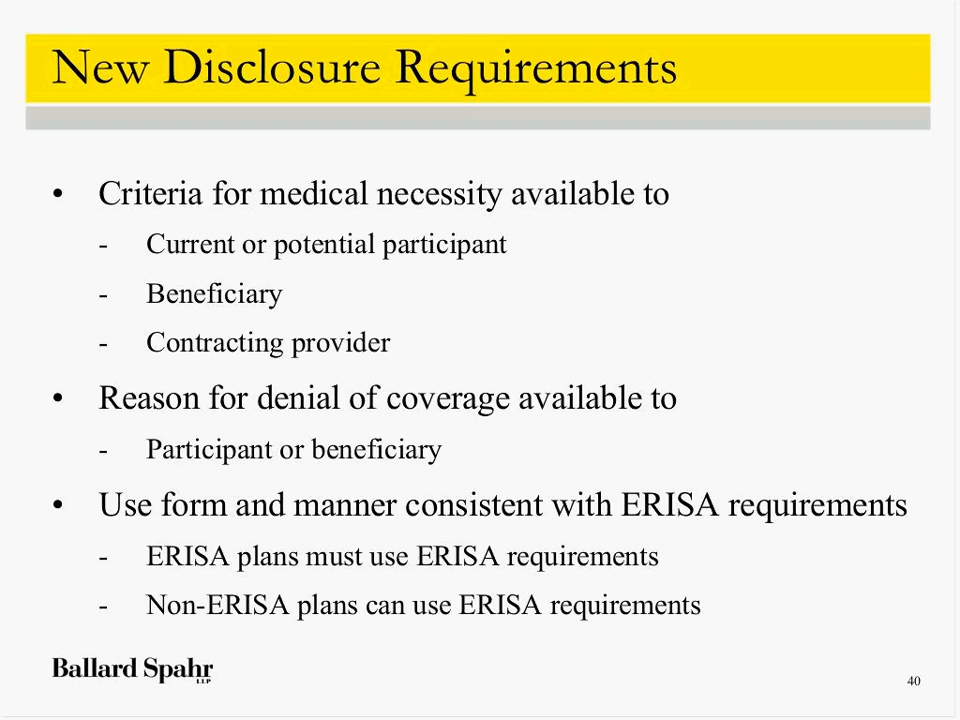 New Disclosure Requirements
• Criteria for medical necessity available to
- Current or potential participant
- Beneficiary
- Contracting provider
• Reason for denial of coverage available to
- Participant or beneficiary
• Use form and manner consistent with ERISA requirements
- ERISA plans must use ERISA requirements
- Non-ERISA plans can use ERISA requirements
Ballard Spahr
LLP
40